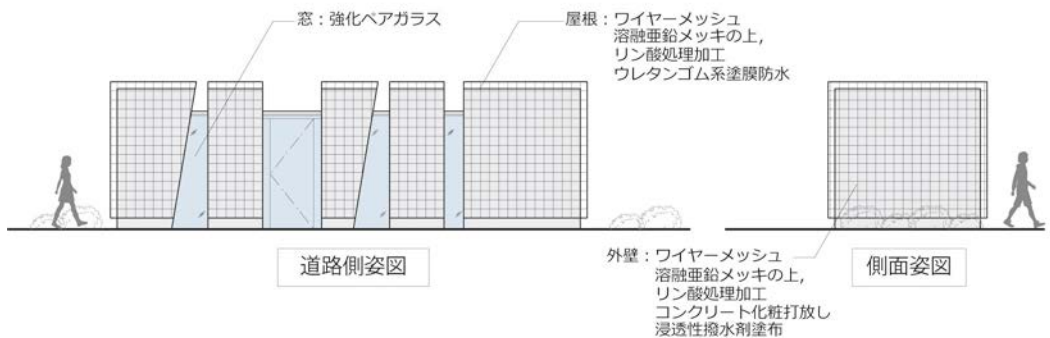 窓：強化ペアガラス
屋根：ワイヤーメッシュ
溶融亜鉛メッキの上,
リン酸処理加工
ウレタンゴム系塗膜防水
道路側姿図
外壁：ワイヤーメッシュ
溶融亜鉛メッキの上,
リン酸処理加工
コンクリート化粧打放し
浸透性撥水剤塗布
側面姿図